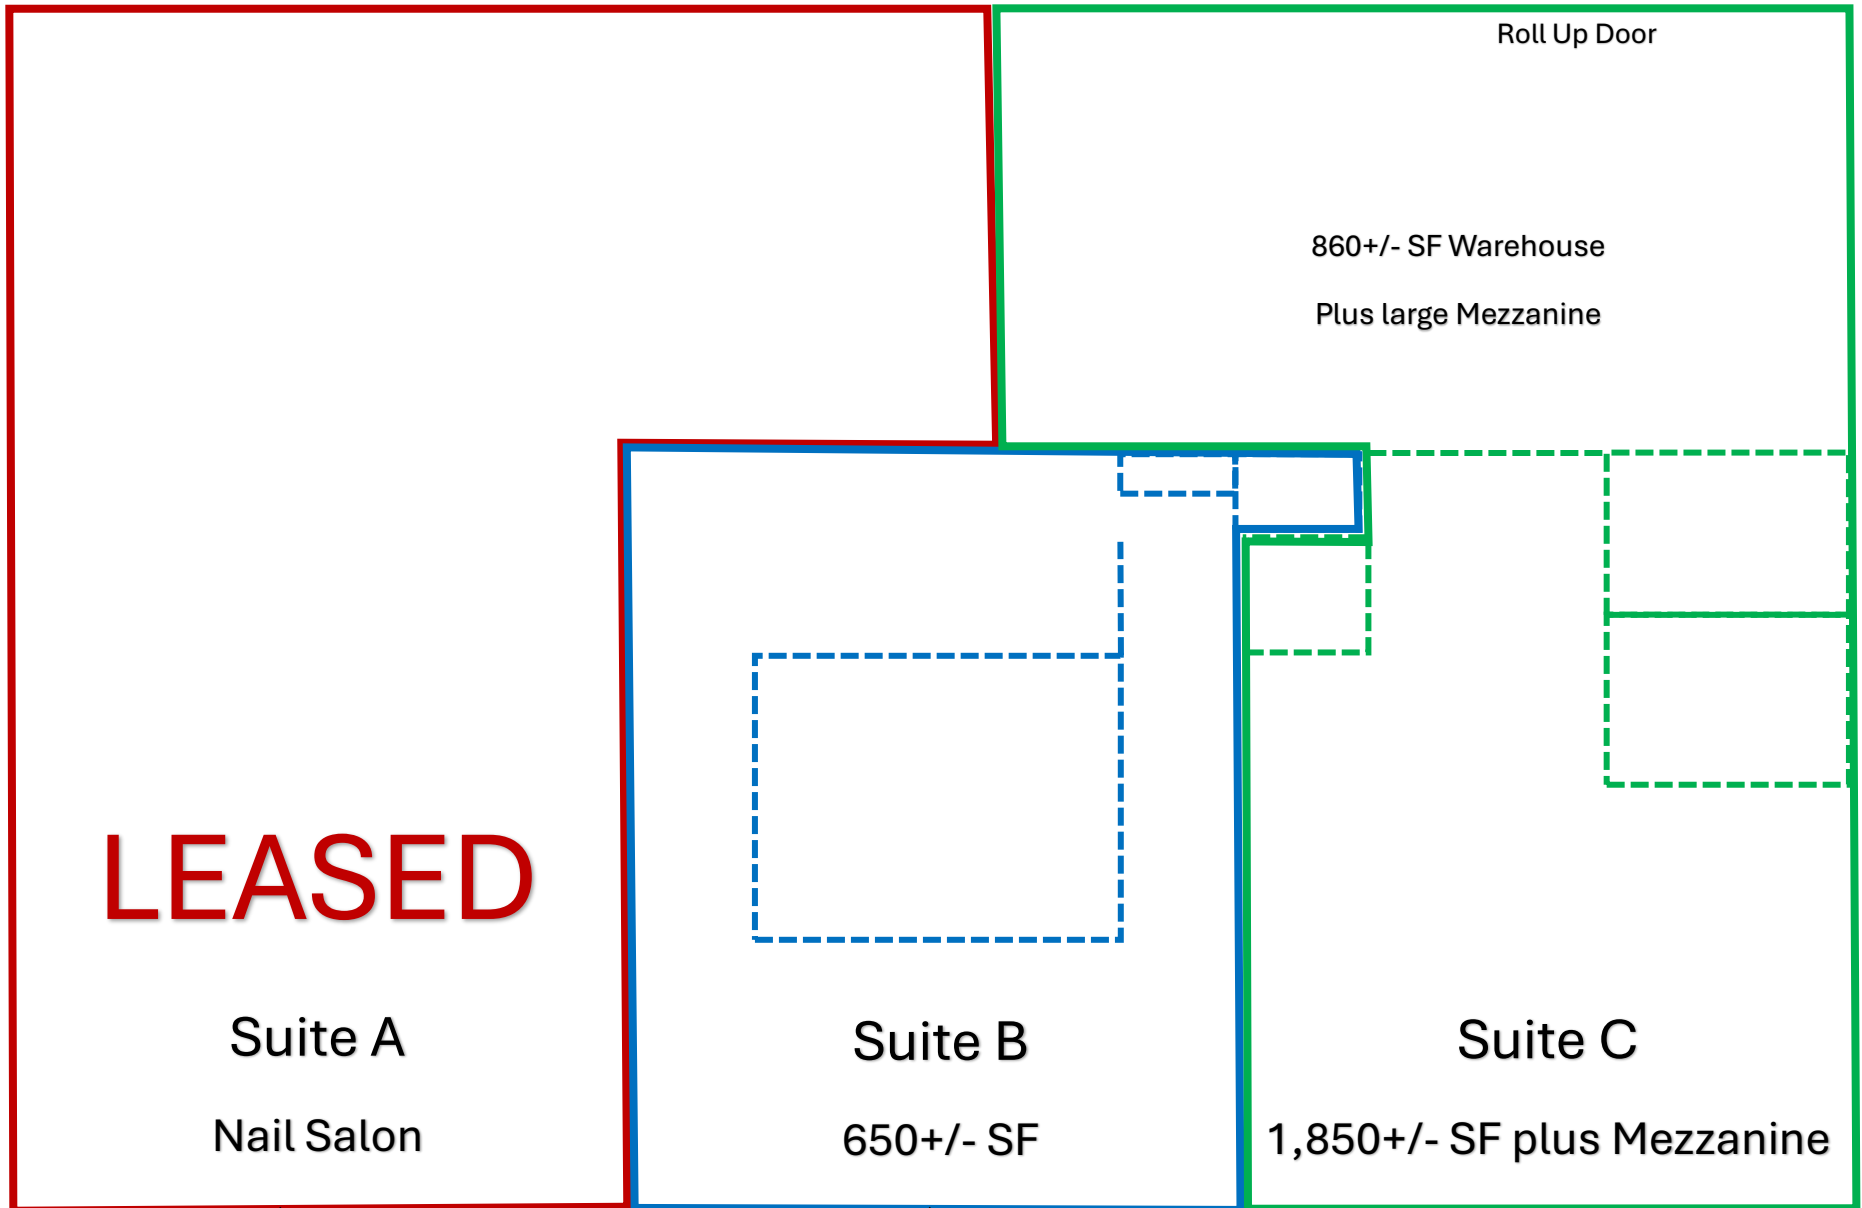 Roll Up Door
860+/- SF Warehouse
Plus large Mezzanine
LEASED
Suite A
Nail Salon
Suite B
650+/- SF
Suite C
1,850+/- SF plus Mezzanine